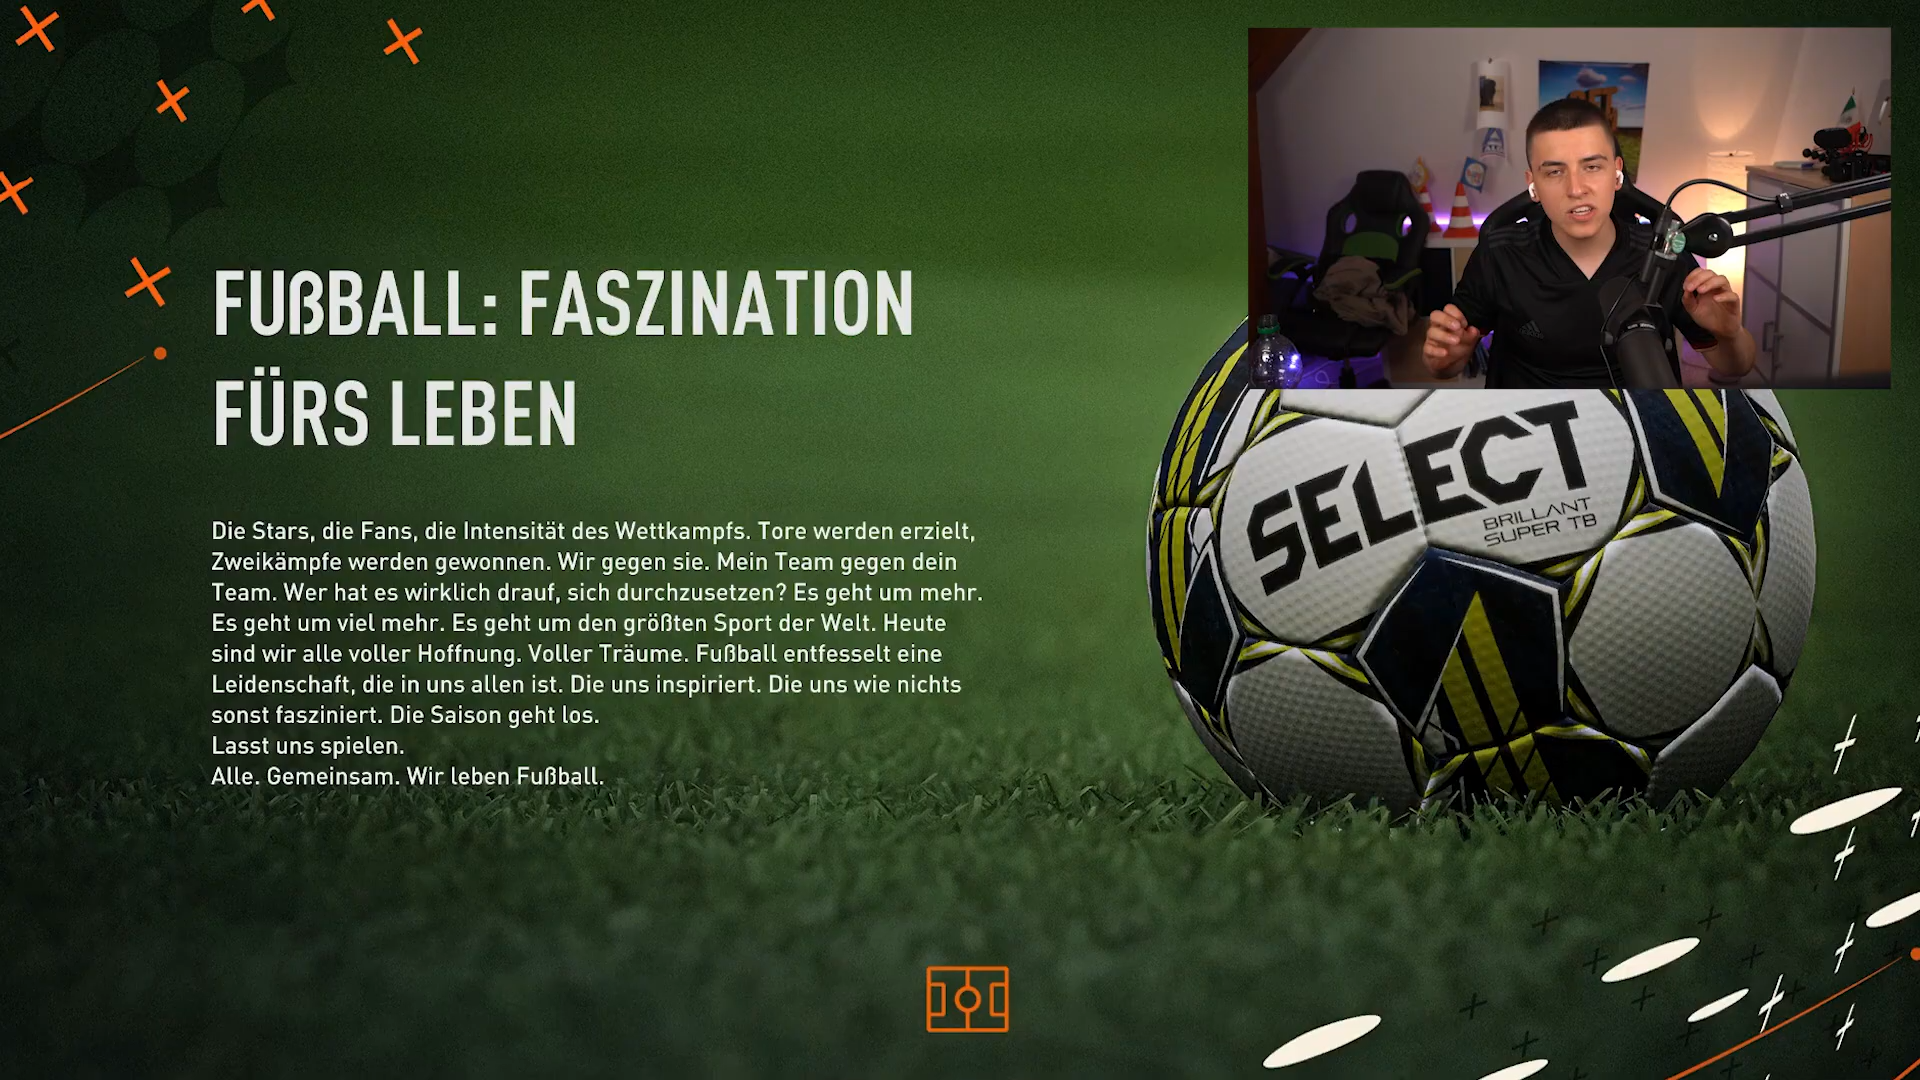 FUßBALL: FASZINATION
FÜRS LEBEN
Die Stars, die Fans, die Intensität des Wettkampfs. Tore werden erzielt,
Zweikämpfe werden gewonnen. Wir gegen sie. Mein Team gegen dein
Team. Wer hat es wirklich drauf, sich durchzusetzen? Es geht um mehr.
Es geht um viel mehr. Es geht um den größten Sport der Welt. Heute
sind wir alle voller Hoffnung. Voller Träume. Fußball entfesselt eine
Leidenschaft, die in uns allen ist. Die uns inspiriert. Die uns wie nichts
sonst fasziniert. Die Saison geht los.
Lasst uns spielen.
Alle. Gemeinsam. Wir leben Fußball.
SELECT
BRILLANT
SUPER TB